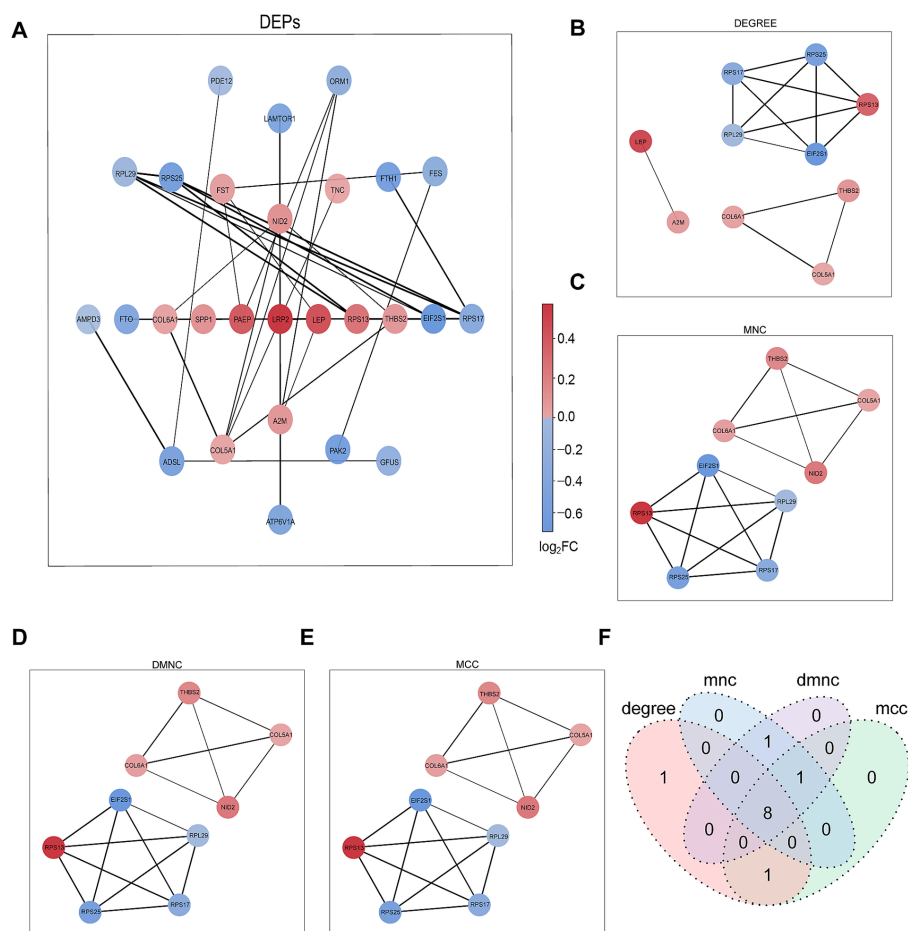 A
DEPs
PDE12
ORM1
LAMTOR1
RPL29
RPS25
FST
TNC
FTH1
FES
NID2
AMPD3
FTO
COL6A1
SPP1
PAEP
LRP2
LEP
RPS13
THBS2
EIF2S1
RPS17
A2M
COL5A1
ADSL
PAK2
GFUS
ATP6V1A
0.4
0.2
0.0
−0.2
−0.4
−0.6
log₂FC
B
DEGREE
RPS25
RPS17
RPS13
RPL29
EIF2S1
LEP
THBS2
COL6A1
A2M
COL5A1
C
MNC
THBS2
COL5A1
COL6A1
EIF2S1
NID2
RPL29
RPS13
RPS17
RPS25
D
DMNC
THBS2
COL5A1
COL6A1
EIF2S1
NID2
RPL29
RPS13
RPS17
RPS25
E
MCC
THBS2
COL5A1
COL6A1
EIF2S1
NID2
RPL29
RPS13
RPS17
RPS25
F
mnc
dmnc
degree
mcc
0
0
1
0
0
1
0
1
0
8
0
0
0
0
1